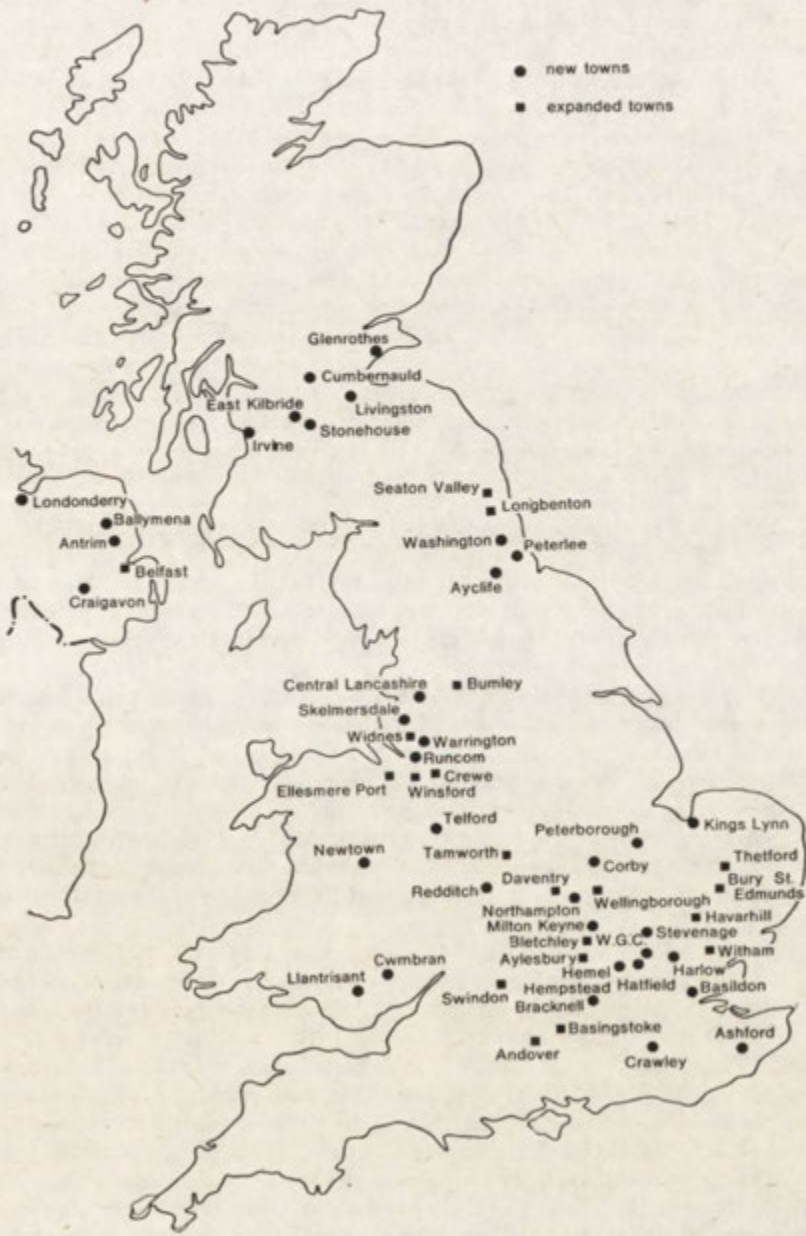 new towns
expanded towns
Glenrothes
Cumbernauld
East Kilbride
Livingston
Stonehouse
Irvine
Seaton Valley
Longbenton
Londonderry
Ballymena
Antrim
Washington
Peterlee
Belfast
Aycliffe
Craigavon
Central Lancashire
Bumley
Skelmersdale
Widnes
Warrington
Runcom
Crewe
Ellesmere Port
Winsford
Telford
Peterborough
Kings Lynn
Newtown
Tamworth
Corby
Thetford
Redditch
Daventry
Bury St.
Edmunds
Wellingborough
Northampton
Havarhill
Milton Keyne
Stevenage
Bletchley
W.G.C.
Witham
Aylesbury
Harlow
Cwmbran
Hemel
Hempstead
Hatfield
Llantrisant
Swindon
Basildon
Bracknell
Basingstoke
Ashford
Andover
Crawley